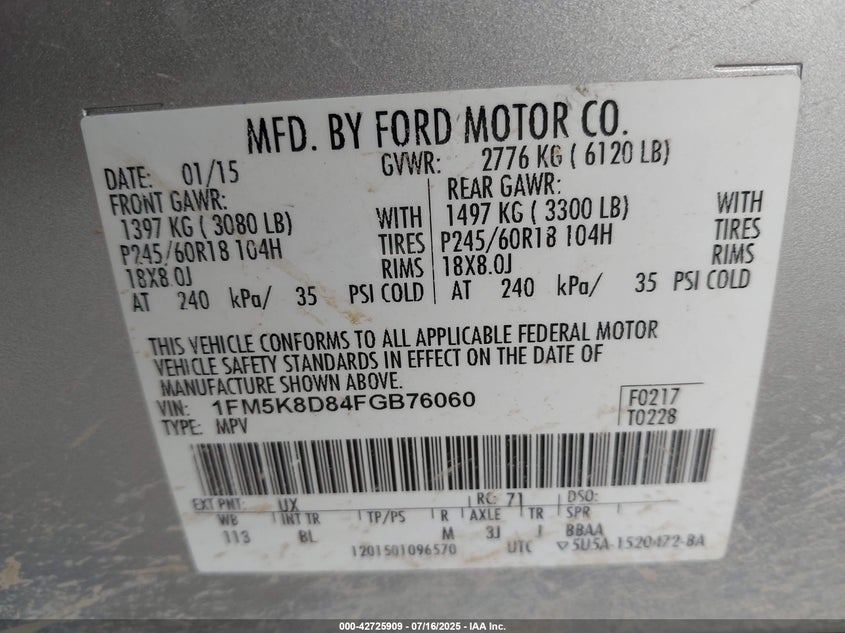 MFD. BY FORD MOTOR CO.
DATE: 01/15 GVWR: 2776 KG ( 6120 LB)
FRONT GAWR: REAR GAWR:
1397 KG ( 3080 LB) WITH 1497 KG ( 3300 LB) WITH
P245/60R18 104H TIRES P245/60R18 104H TIRES
18X8.0J RIMS 18X8.0J RIMS
AT 240 kPa/ 35 PSI COLD AT 240 kPa/ 35 PSI COLD
THIS VEHICLE CONFORMS TO ALL APPLICABLE FEDERAL MOTOR
VEHICLE SAFETY STANDARDS IN EFFECT ON THE DATE OF
MANUFACTURE SHOWN ABOVE.
VIN: 1FM5K8D84FGB76060 F0217
TYPE: MPV T0228
EXT PNT: UX RC: 71 DSO:
WB INT TR TP/PS R AXLE TR SPR
113 BL M 3J I BBAA
1201501096570 UTC ▽5U5A-1520472-BA
000-42725909 - 07/16/2025 - IAA Inc.